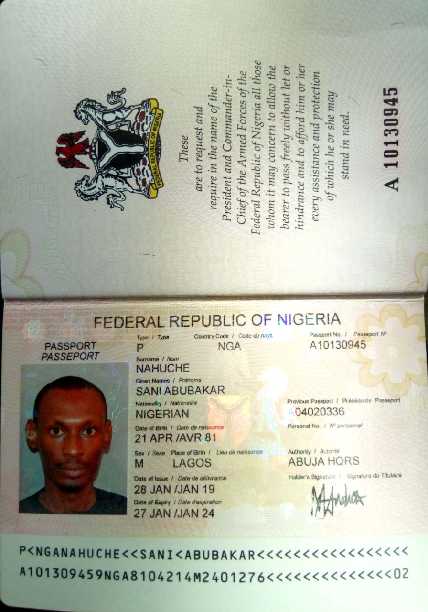 These
are to request and
require in the name of the
President and Commander-in-
Chief of the Armed Forces of the
Federal Republic of Nigeria all those
whom it may concern to allow the
bearer to pass freely without let or
hindrance and to afford him or her
every assistance and protection
of which he or she may
stand in need.
A 10130945
FEDERAL REPUBLIC OF NIGERIA
PASSPORT
PASSEPORT
Type / Type Country Code / Code du pays Passport No. / Passeport N°
P NGA A10130945
Surname / Nom
NAHUCHE
Given Names / Prénoms
SANI ABUBAKAR
Nationality / Nationalité Previous Passport / Précédente Passeport
NIGERIAN 04020336
Date of Birth / Date de naissance Personal No. / N° personnel
21 APR /AVR 81
Sex / Sexe Place of Birth / Lieu de naissance Authority / Autorité
M LAGOS ABUJA HQRS
Date of Issue / Date de délivrance Holder's Signature / Signature du Titulaire
28 JAN /JAN 19
Date of Expiry / Date d'expiration
27 JAN /JAN 24
P<NGANAHUCHE<<SANI<ABUBAKAR<<<<<<<<<<<<<<<<<
A101309459NGA8104214M2401276<<<<<<<<<<<<<<02